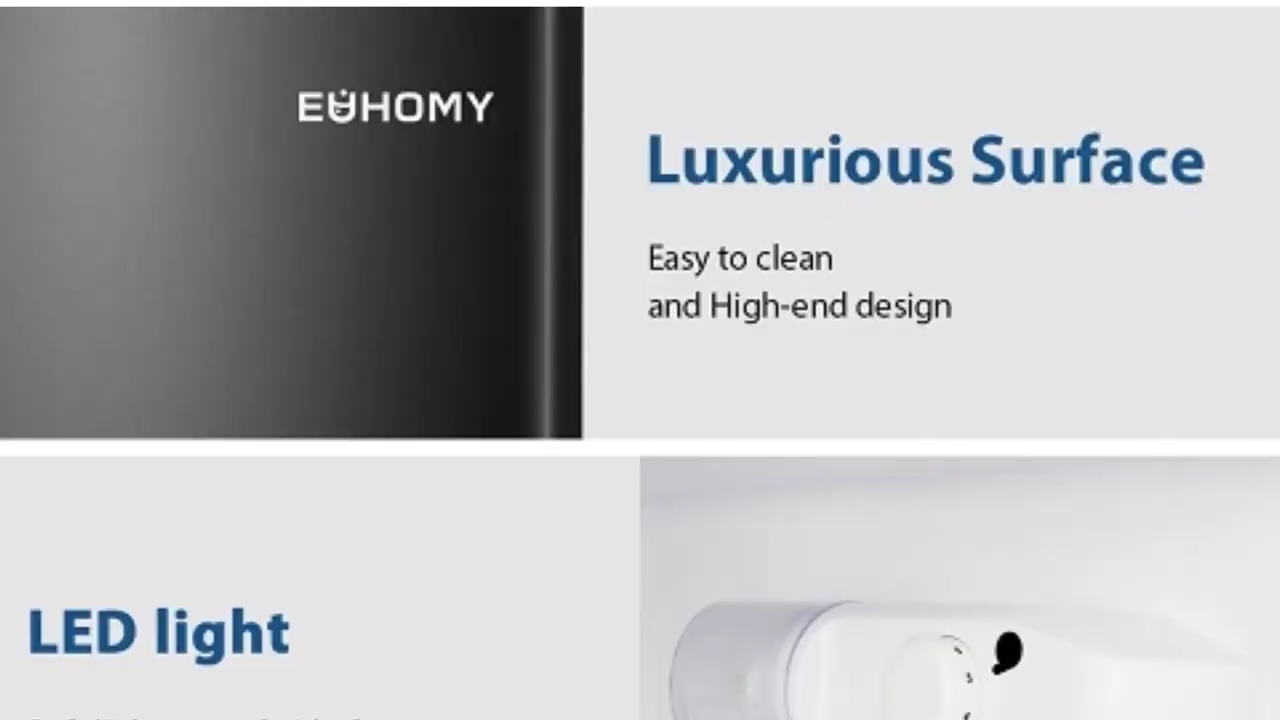 EUHOMY
Luxurious Surface
Easy to clean
and High-end design
LED light